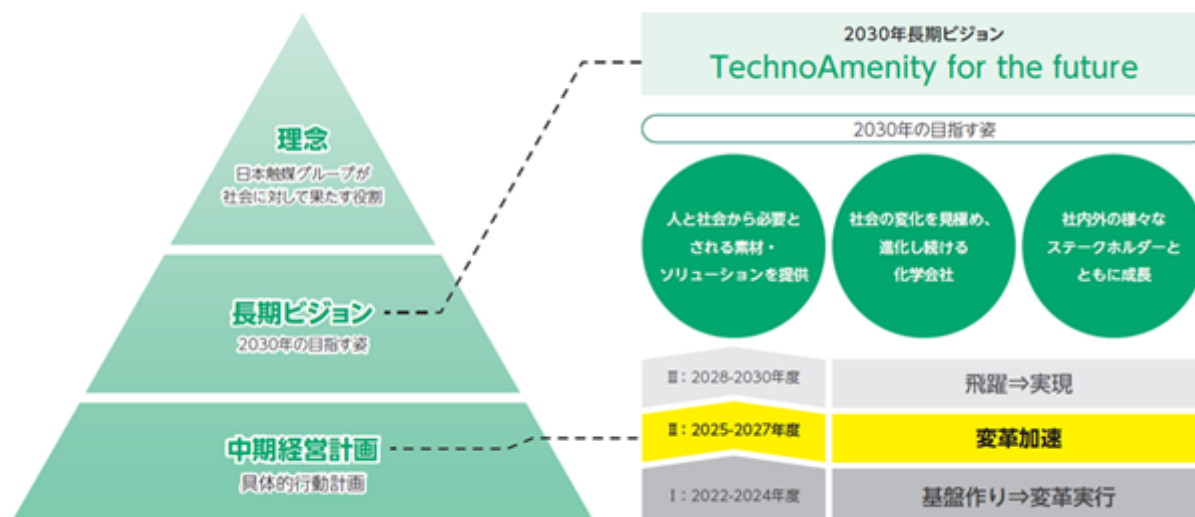 理念
日本触媒グループが
社会に対して果たす役割
長期ビジョン
2030年の目指す姿
中期経営計画
具体的行動計画
2030年長期ビジョン
TechnoAmenity for the future
2030年の目指す姿
人と社会から必要と
される素材・
ソリューションを提供
社会の変化を見極め、
進化し続ける
化学会社
社内外の様々な
ステークホルダーと
ともに成長
Ⅲ：2028-2030年度
飛躍⇒実現
Ⅱ：2025-2027年度
変革加速
Ⅰ：2022-2024年度
基盤作り⇒変革実行